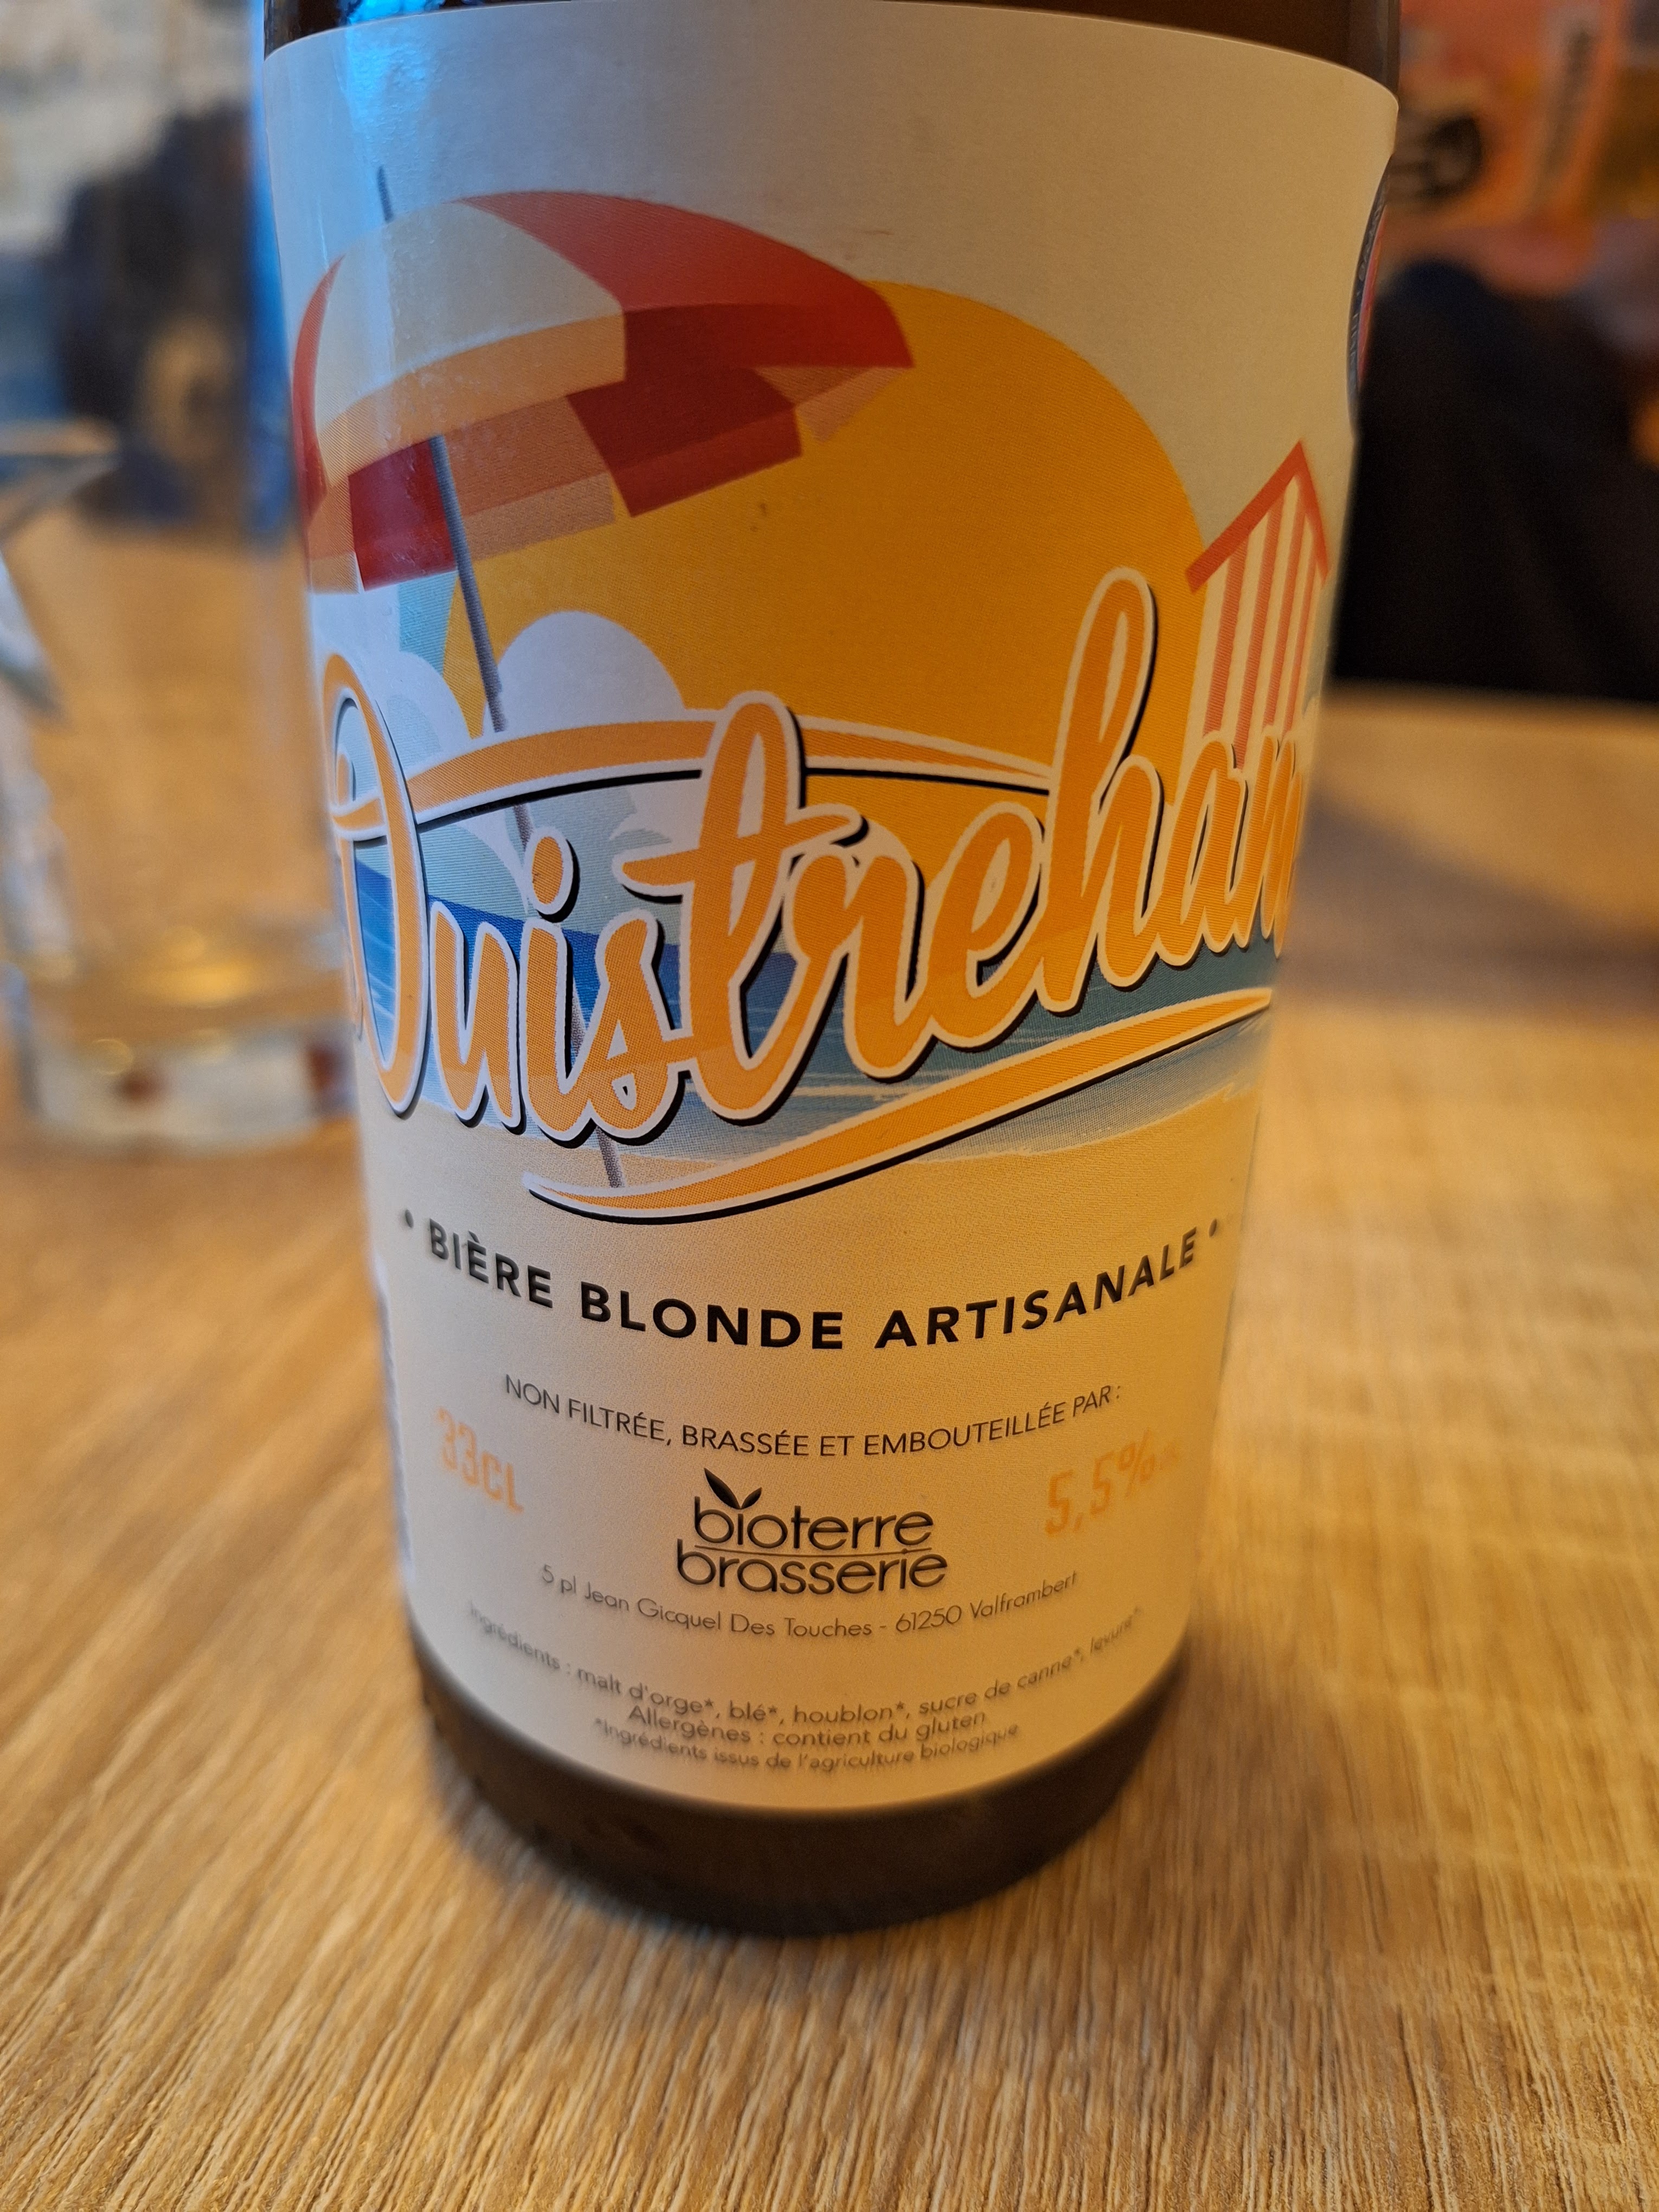 Ouistreham
• BIÈRE BLONDE ARTISANALE •
NON FILTRÉE, BRASSÉE ET EMBOUTEILLÉE PAR :
33CL
5,5%
bioterre
brasserie
5 pl Jean Gicquel Des Touches - 61250 Valframbert
Ingrédients : malt d'orge*, blé*, houblon*, sucre de canne*, levure*
Allergènes : contient du gluten
*Ingrédients issus de l'agriculture biologique